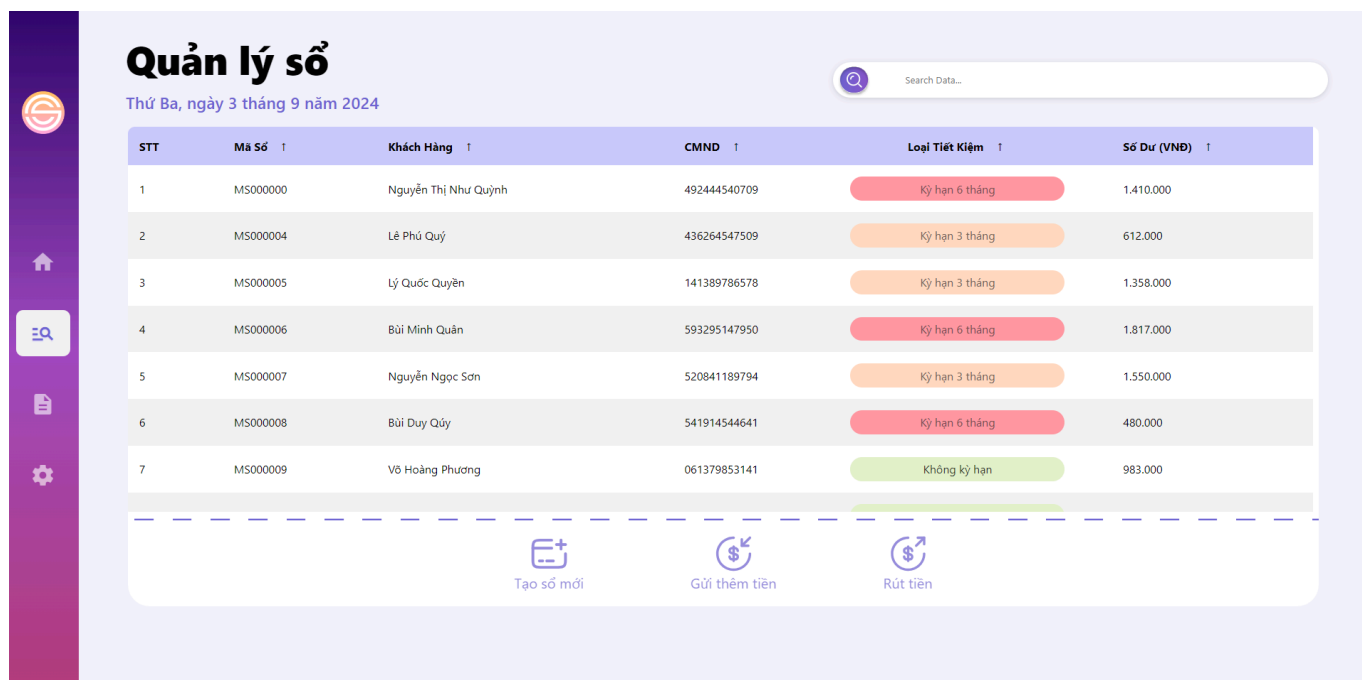 Quản lý sổ
Search Data...
Thứ Ba, ngày 3 tháng 9 năm 2024
STT Mã Sổ ↑ Khách Hàng ↑ CMND ↑ Loại Tiết Kiệm ↑ Số Dư (VNĐ) ↑
1 MS000000 Nguyễn Thị Như Quỳnh 492444540709 Kỳ hạn 6 tháng 1.410.000
2 MS000004 Lê Phú Quý 436264547509 Kỳ hạn 3 tháng 612.000
3 MS000005 Lý Quốc Quyền 141389786578 Kỳ hạn 3 tháng 1.358.000
4 MS000006 Bùi Minh Quân 593295147950 Kỳ hạn 6 tháng 1.817.000
5 MS000007 Nguyễn Ngọc Sơn 520841189794 Kỳ hạn 3 tháng 1.550.000
6 MS000008 Bùi Duy Qúy 541914544641 Kỳ hạn 6 tháng 480.000
7 MS000009 Võ Hoàng Phương 061379853141 Không kỳ hạn 983.000
Tạo sổ mới Gửi thêm tiền Rút tiền